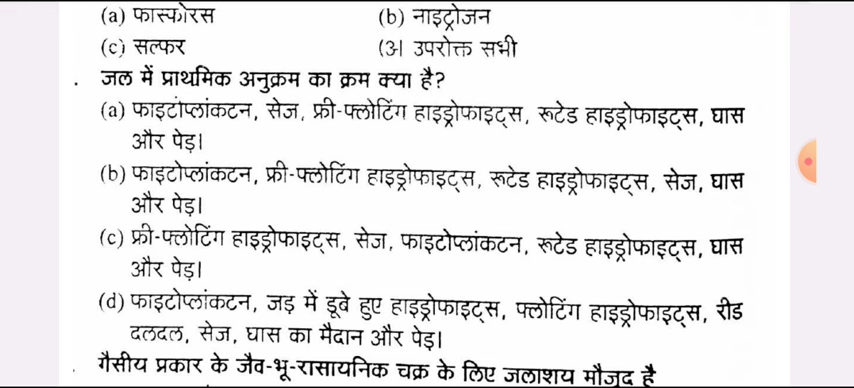 (a) फास्फोरस (b) नाइट्रोजन
(c) सल्फर (3। उपरोक्त सभी
. जल में प्राथमिक अनुक्रम का क्रम क्या है?
(a) फाइटोप्लांकटन, सेज, फ्री-फ्लोटिंग हाइड्रोफाइट्स, रूटेड हाइड्रोफाइट्स, घास
और पेड़।
(b) फाइटोप्लांकटन, फ्री-फ्लोटिंग हाइड्रोफाइट्स, रूटेड हाइड्रोफाइट्स, सेज, घास
और पेड़।
(c) फ्री-फ्लोटिंग हाइड्रोफाइट्स, सेज, फाइटोप्लांकटन, रूटेड हाइड्रोफाइट्स, घास
और पेड़।
(d) फाइटोप्लांकटन, जड़ में डूबे हुए हाइड्रोफाइट्स, फ्लोटिंग हाइड्रोफाइट्स, रीड
दलदल, सेज, घास का मैदान और पेड़।
. गैसीय प्रकार के जैव-भू-रासायनिक चक्र के लिए जलाशय मौजूद है